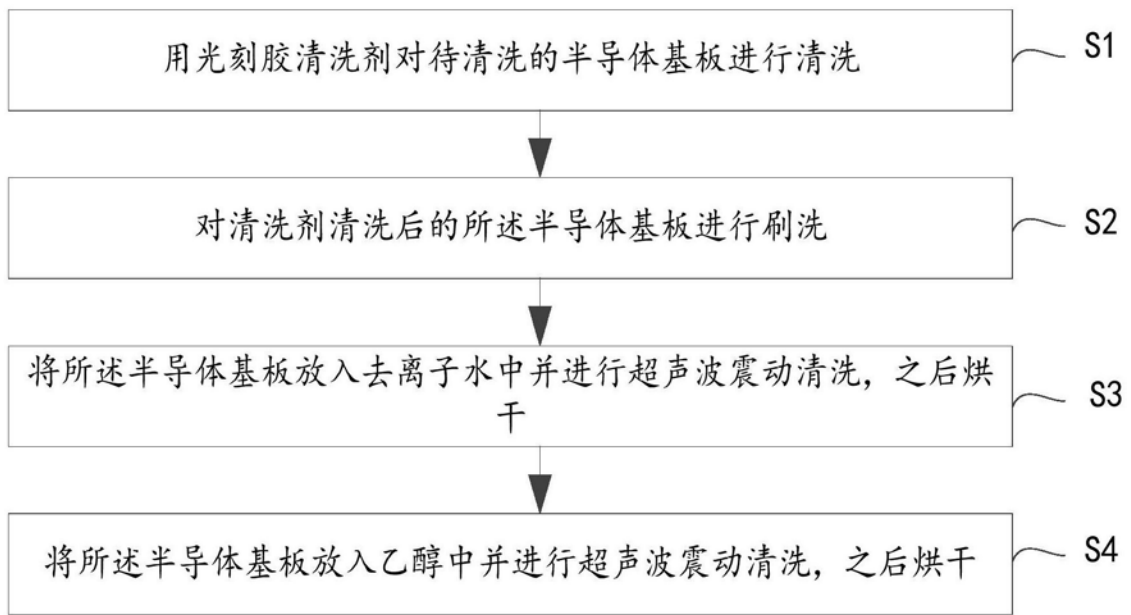 用光刻胶清洗剂对待清洗的半导体基板进行清洗
S1
对清洗剂清洗后的所述半导体基板进行刷洗
S2
将所述半导体基板放入去离子水中并进行超声波震动清洗，之后烘
干
S3
将所述半导体基板放入乙醇中并进行超声波震动清洗，之后烘干
S4